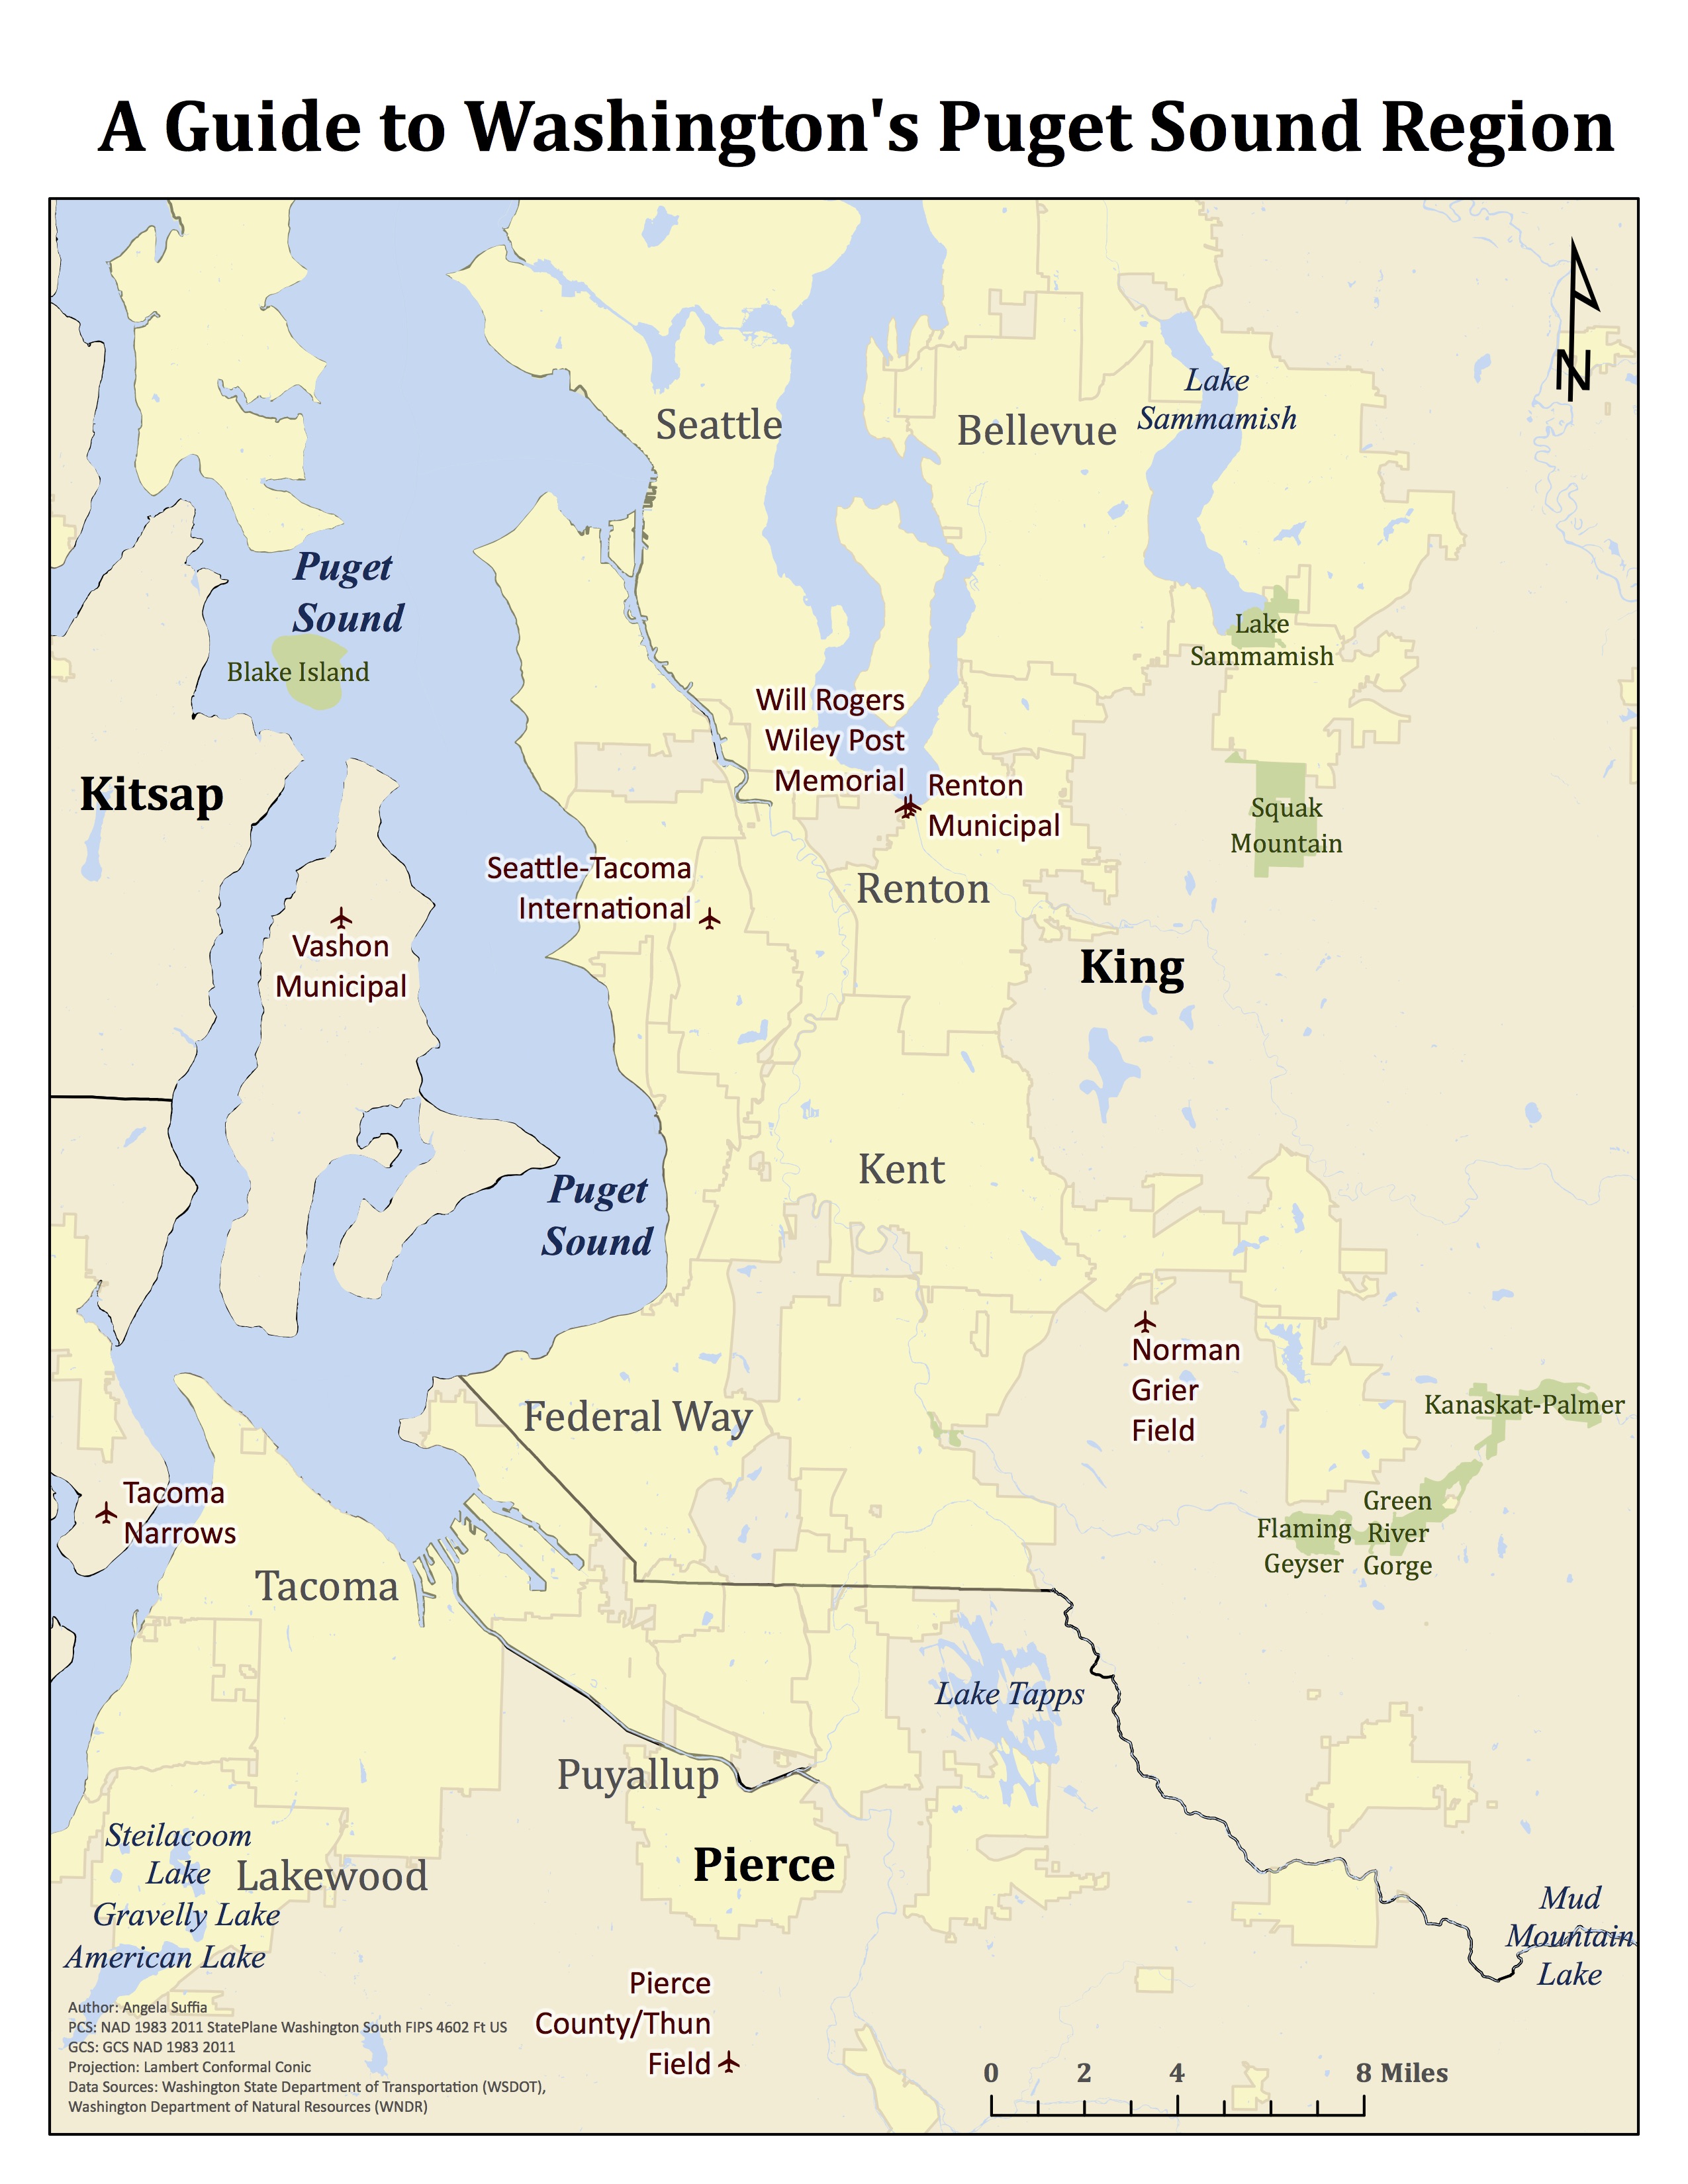 A Guide to Washington's Puget Sound Region
N
Lake
Sammamish
Seattle
Bellevue
Puget
Sound
Blake Island
Lake
Sammamish
Will Rogers
Wiley Post
Memorial
Renton
Municipal
Kitsap
Squak
Mountain
Seattle-Tacoma
International
Renton
Vashon
Municipal
King
Kent
Puget
Sound
Norman
Grier
Field
Kanaskat-Palmer
Federal Way
Tacoma
Narrows
Green
River
Gorge
Flaming
Geyser
Tacoma
Lake Tapps
Puyallup
Pierce
Steilacoom
Lake
Lakewood
Gravelly Lake
American Lake
Mud
Mountain
Lake
Pierce
County/Thun
Field
Author: Angela Suffia
PCS: NAD 1983 2011 StatePlane Washington South FIPS 4602 Ft US
GCS: GCS NAD 1983 2011
Projection: Lambert Conformal Conic
Data Sources: Washington State Department of Transportation (WSDOT),
Washington Department of Natural Resources (WNDR)
0 2 4 8 Miles